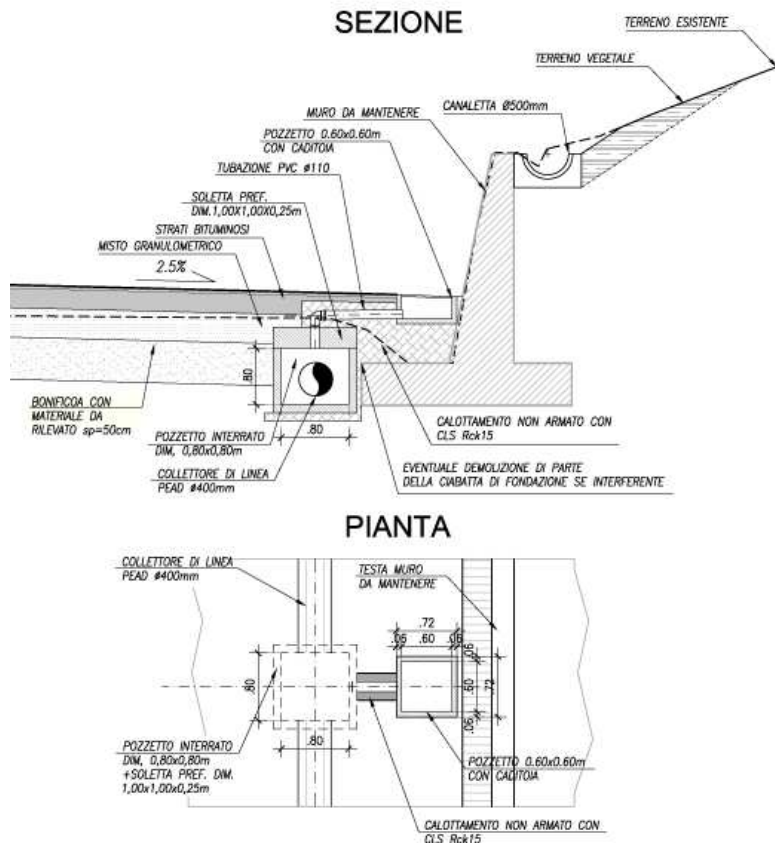 SEZIONE
TERRENO ESISTENTE
TERRENO VEGETALE
CANALETTA Ø500mm
MURO DA MANTENERE
POZZETTO 0.60x0.60m
CON CADITOIA
TUBAZIONE PVC ø110
SOLETTA PREF.
DIM.1,00X1,00X0,25m
STRATI BITUMINOSI
MISTO GRANULOMETRICO
2.5%
.80
.80
BONIFICOA CON
MATERIALE DA
RILEVATO sp=50cm
POZZETTO INTERRATO
DIM, 0,80x0,80m
COLLETTORE DI LINEA
PEAD ø400mm
CALOTTAMENTO NON ARMATO CON
CLS Rck15
EVENTUALE DEMOLIZIONE DI PARTE
DELLA CIABATTA DI FONDAZIONE SE INTERFERENTE
PIANTA
COLLETTORE DI LINEA
PEAD ø400mm
TESTA MURO
DA MANTENERE
.72
.06 .60 .06
.06
.60
.72
.06
.80
.80
POZZETTO INTERRATO
DIM, 0,80x0,80m
+SOLETTA PREF. DIM.
1,00x1,00x0,25m
POZZETTO 0.60x0.60m
CON CADITOIA
CALOTTAMENTO NON ARMATO CON
CLS Rck15